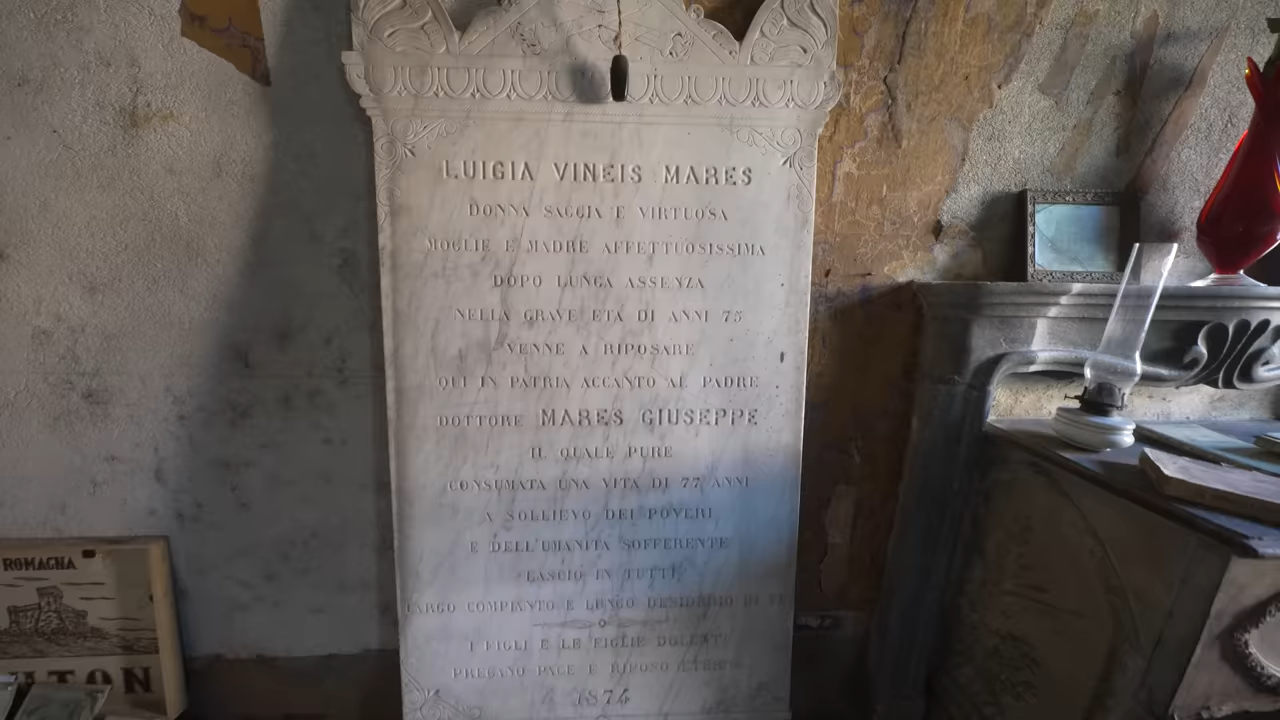 LUIGIA VINEIS MARES
DONNA SAGGIA E VIRTUOSA
MOGLIE E MADRE AFFETTUOSISSIMA
DOPO LUNGA ASSENZA
NELLA GRAVE ETÀ DI ANNI 75
VENNE A RIPOSARE
QUI IN PATRIA ACCANTO AL PADRE
DOTTORE MARES GIUSEPPE
IL QUALE PURE
CONSUMATA UNA VITA DI 77 ANNI
A SOLLIEVO DEI POVERI
E DELL'UMANITÀ SOFFERENTE
LASCIÒ IN TUTTI
LARGO COMPIANTO E LUNGO DESIDERIO DI SÈ
I FIGLI E LE FIGLIE DOLENTI
PREGANO PACE E RIPOSO ETERNO
1874
ROMAGNA